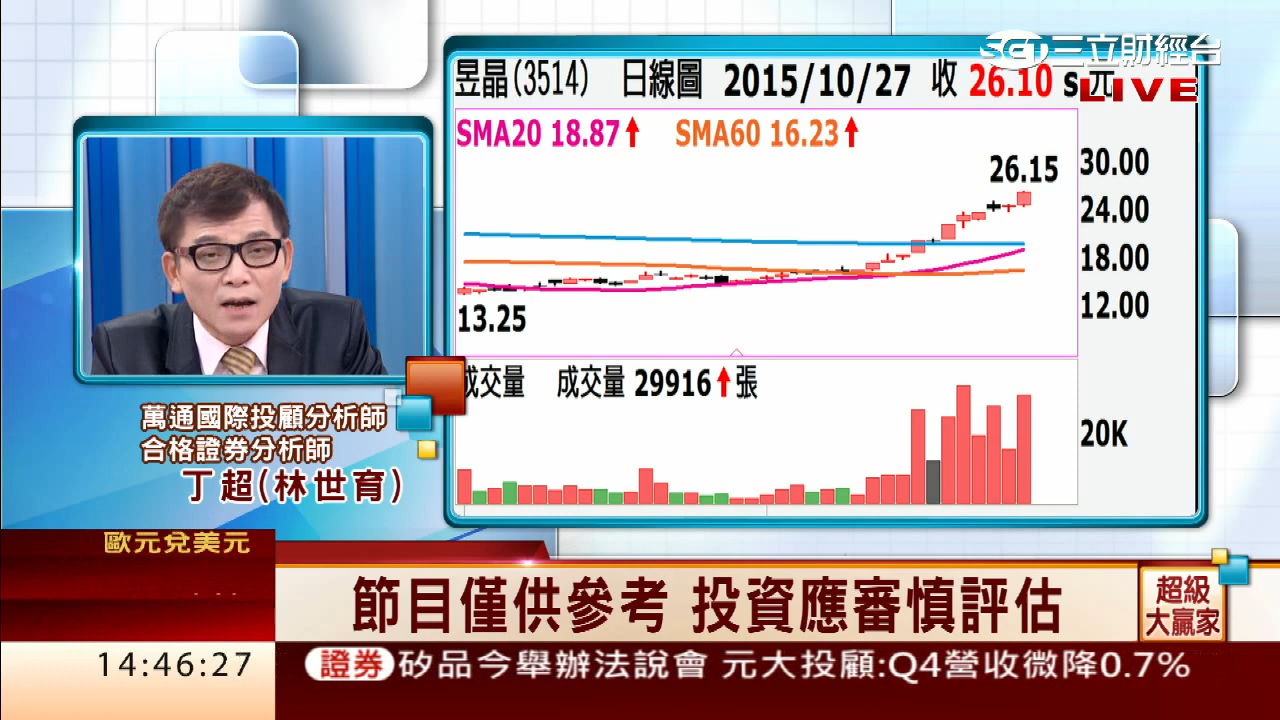 SET 三立財經台
LIVE
昱晶(3514) 日線圖 2015/10/27 收 26.10 s元
SMA20 18.87↑ SMA60 16.23↑
26.15
30.00
24.00
18.00
12.00
13.25
成交量 成交量 29916↑張
20K
萬通國際投顧分析師
合格證券分析師
丁超(林世育)
歐元兌美元
節目僅供參考 投資應審慎評估
超級
大贏家
14:46:27
證券 矽品今舉辦法說會 元大投顧:Q4營收微降0.7%